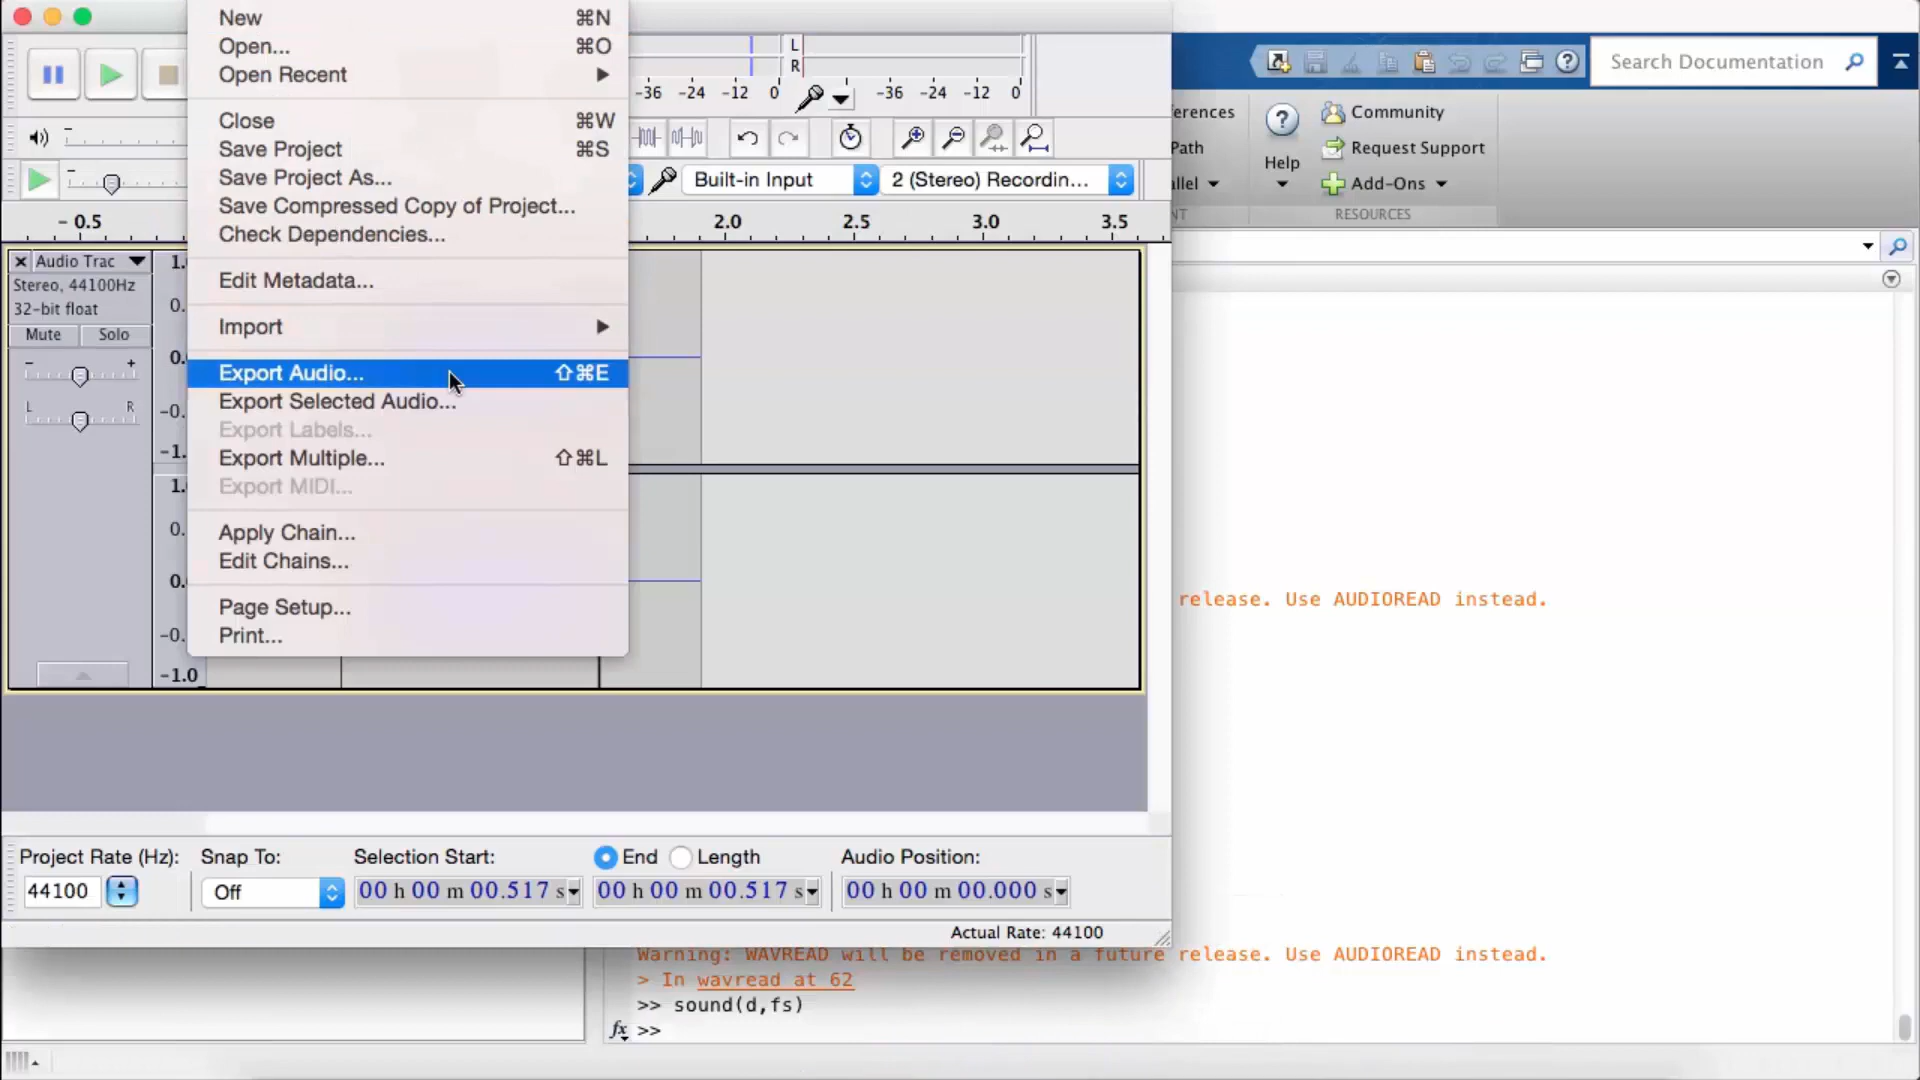 New ⌘N
Open... ⌘O
Open Recent
Close ⌘W
Save Project ⌘S
Save Project As...
Save Compressed Copy of Project...
Check Dependencies...
Edit Metadata...
Import
Export Audio... ⇧⌘E
Export Selected Audio...
Export Labels...
Export Multiple... ⇧⌘L
Export MIDI...
Apply Chain...
Edit Chains...
Page Setup...
Print...
L
R
-36 -24 -12 0
-36 -24 -12 0
Built-in Input
2 (Stereo) Recordin...
- 0.5
2.0 2.5 3.0 3.5
Audio Trac
Stereo, 44100Hz
32-bit float
Mute Solo
- +
L R
1.
0.
0.
-0.
-1.
1.
0.
0.
-0.
-1.0
Project Rate (Hz): Snap To: Selection Start: End Length Audio Position:
44100 Off 00 h 00 m 00.517 s 00 h 00 m 00.517 s 00 h 00 m 00.000 s
Actual Rate: 44100
Search Documentation
erences
Path
llel
NT
Help
Community
Request Support
Add-Ons
RESOURCES
release. Use AUDIOREAD instead.
Warning: WAVREAD will be removed in a future release. Use AUDIOREAD instead.
> In wavread at 62
>> sound(d,fs)
fx >>